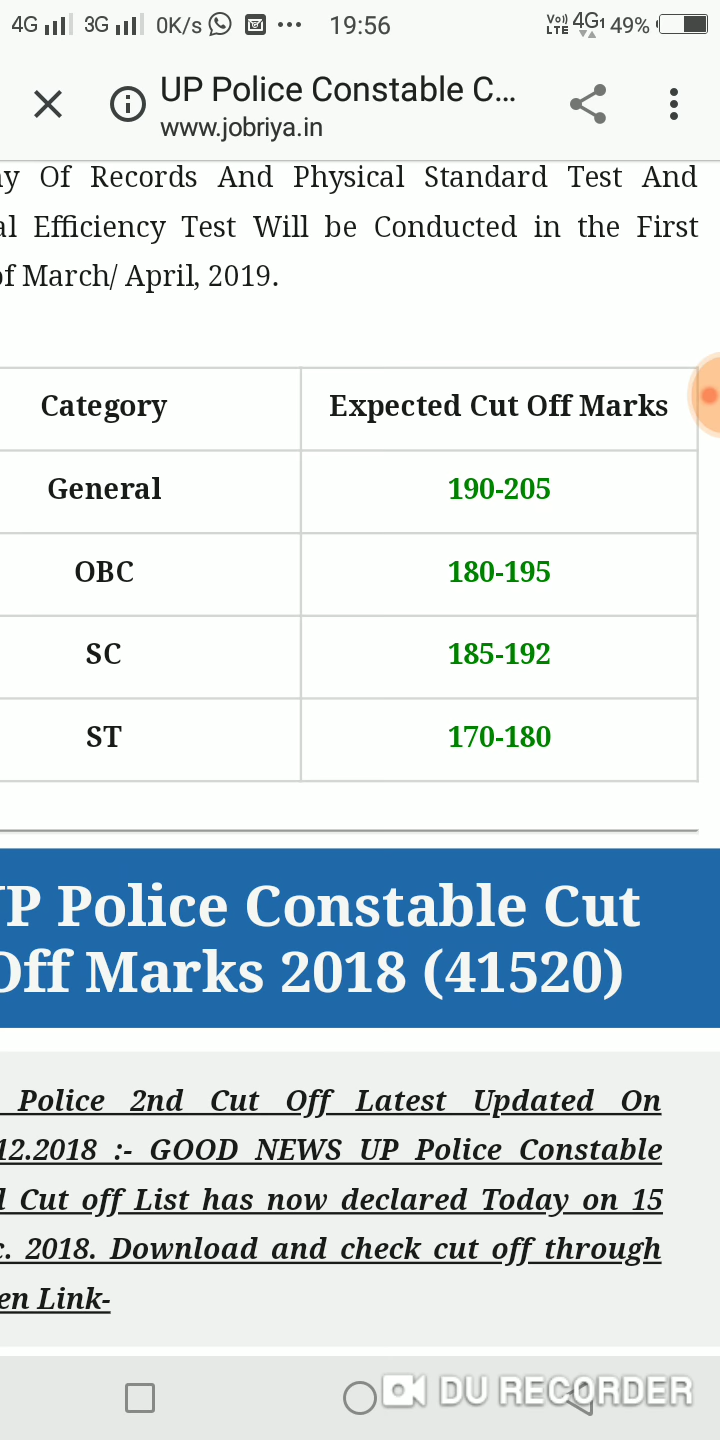 4G 3G 0K/s 19:56 Vo) LTE 4G1 49%
UP Police Constable C...
www.jobriya.in
Of Records And Physical Standard Test And
Efficiency Test Will be Conducted in the First
of March/ April, 2019.
Category Expected Cut Off Marks
General 190-205
OBC 180-195
SC 185-192
ST 170-180
UP Police Constable Cut
Off Marks 2018 (41520)
Police 2nd Cut Off Latest Updated On
12.2018 :- GOOD NEWS UP Police Constable
Cut off List has now declared Today on 15
2018. Download and check cut off through
Link-
DU RECORDER